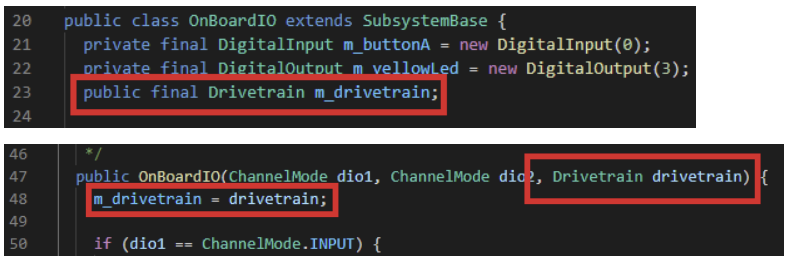 20 public class OnBoardIO extends SubsystemBase {
21 private final DigitalInput m_buttonA = new DigitalInput(0);
22 private final DigitalOutput m_yellowLed = new DigitalOutput(3);
23 public final Drivetrain m_drivetrain;
24
46 */
47 public OnBoardIO(ChannelMode dio1, ChannelMode dio2, Drivetrain drivetrain) {
48 m_drivetrain = drivetrain;
49
50 if (dio1 == ChannelMode.INPUT) {